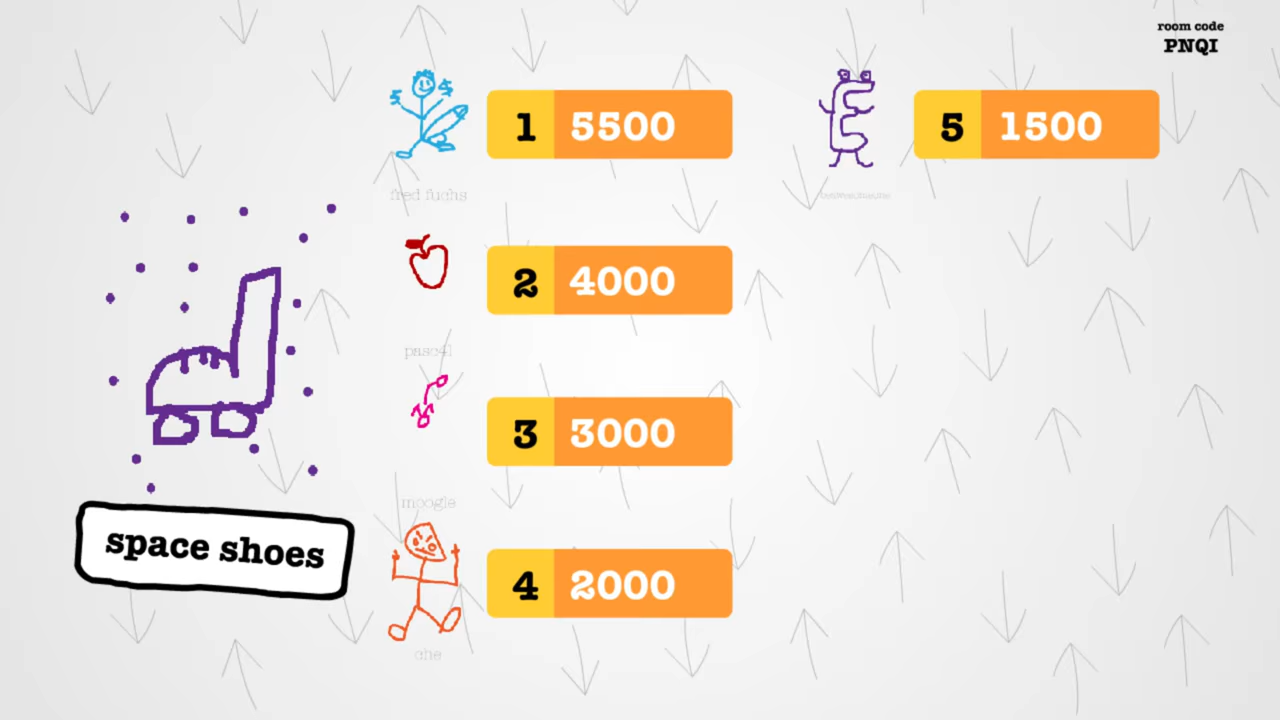 room code
PNQI
1 5500
fred fuchs
2 4000
pasc4l
3 3000
moogle
4 2000
che
5 1500
space shoes